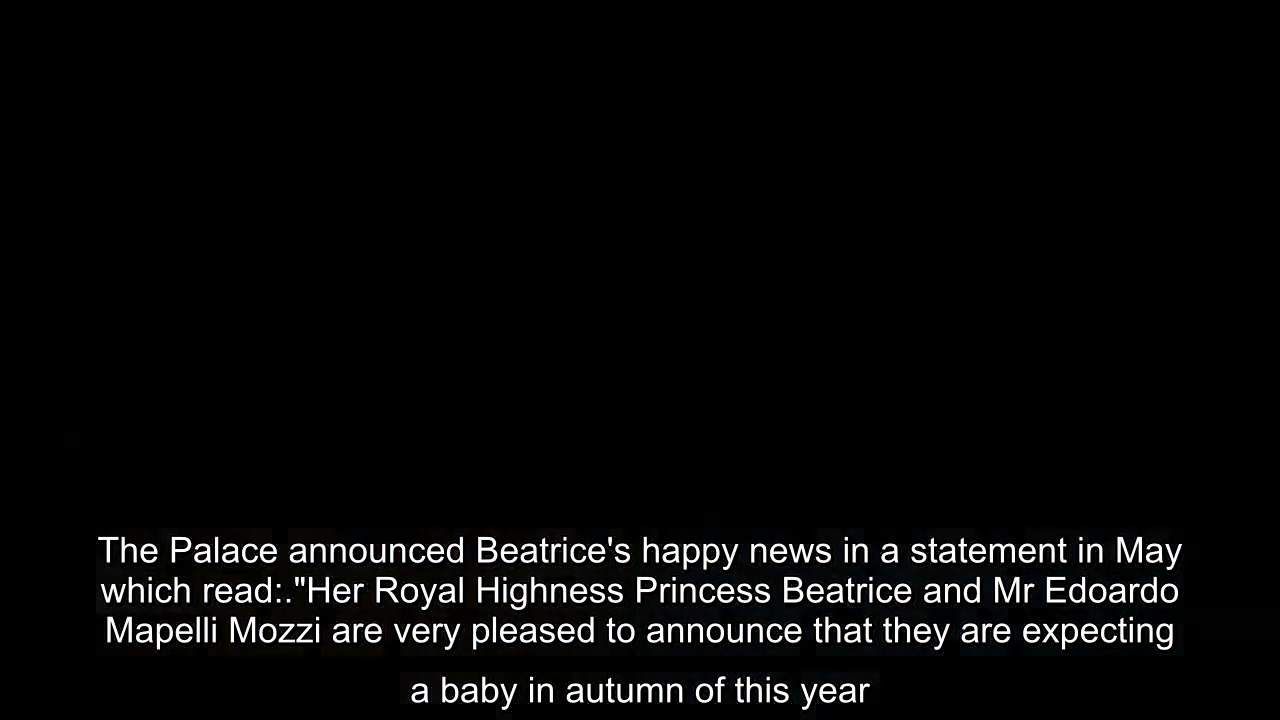 The Palace announced Beatrice's happy news in a statement in May
which read:."Her Royal Highness Princess Beatrice and Mr Edoardo
Mapelli Mozzi are very pleased to announce that they are expecting
a baby in autumn of this year